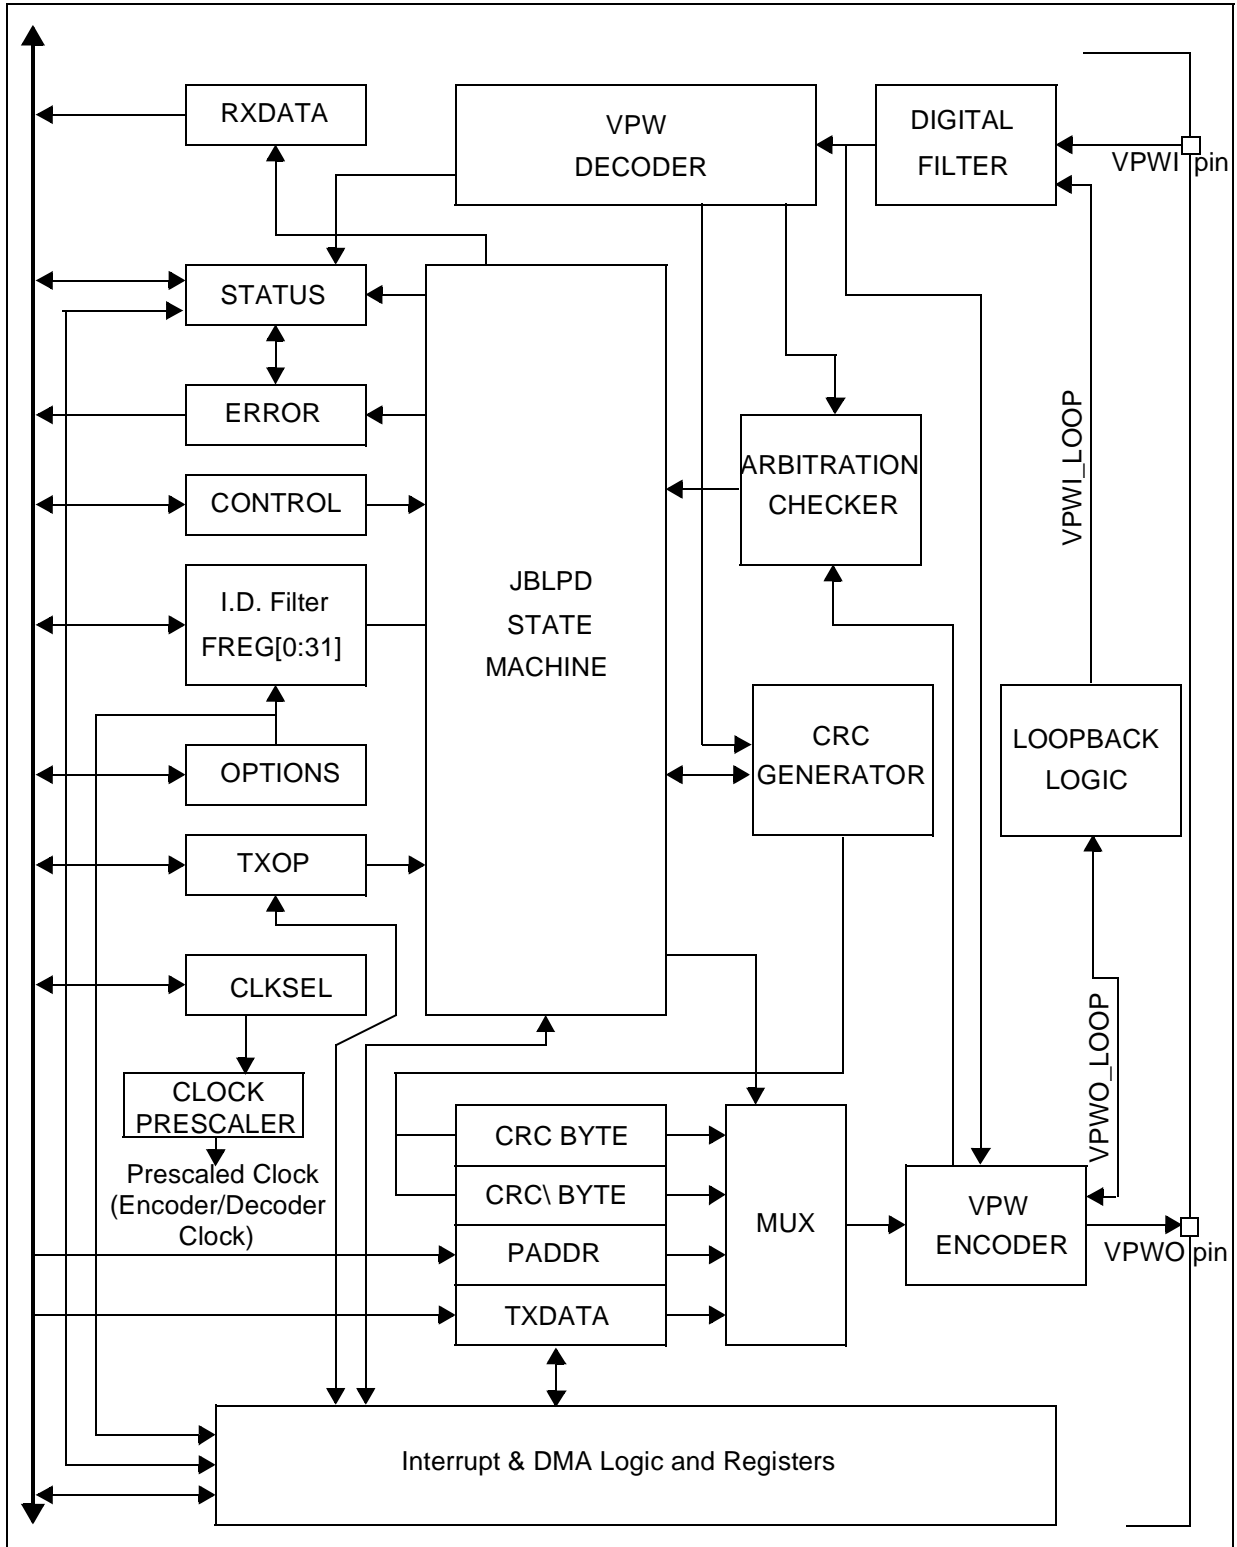 RXDATA
VPW
DECODER
DIGITAL
FILTER
VPWI pin
STATUS
ERROR
VPWI_LOOP
ARBITRATION
CHECKER
CONTROL
I.D. Filter
FREG[0:31]
JBLPD
STATE
MACHINE
CRC
GENERATOR
LOOPBACK
LOGIC
OPTIONS
TXOP
CLKSEL
VPWO_LOOP
CLOCK
PRESCALER
Prescaled Clock
(Encoder/Decoder
Clock)
CRC BYTE
CRC\ BYTE
PADDR
TXDATA
MUX
VPW
ENCODER
VPWO pin
Interrupt & DMA Logic and Registers